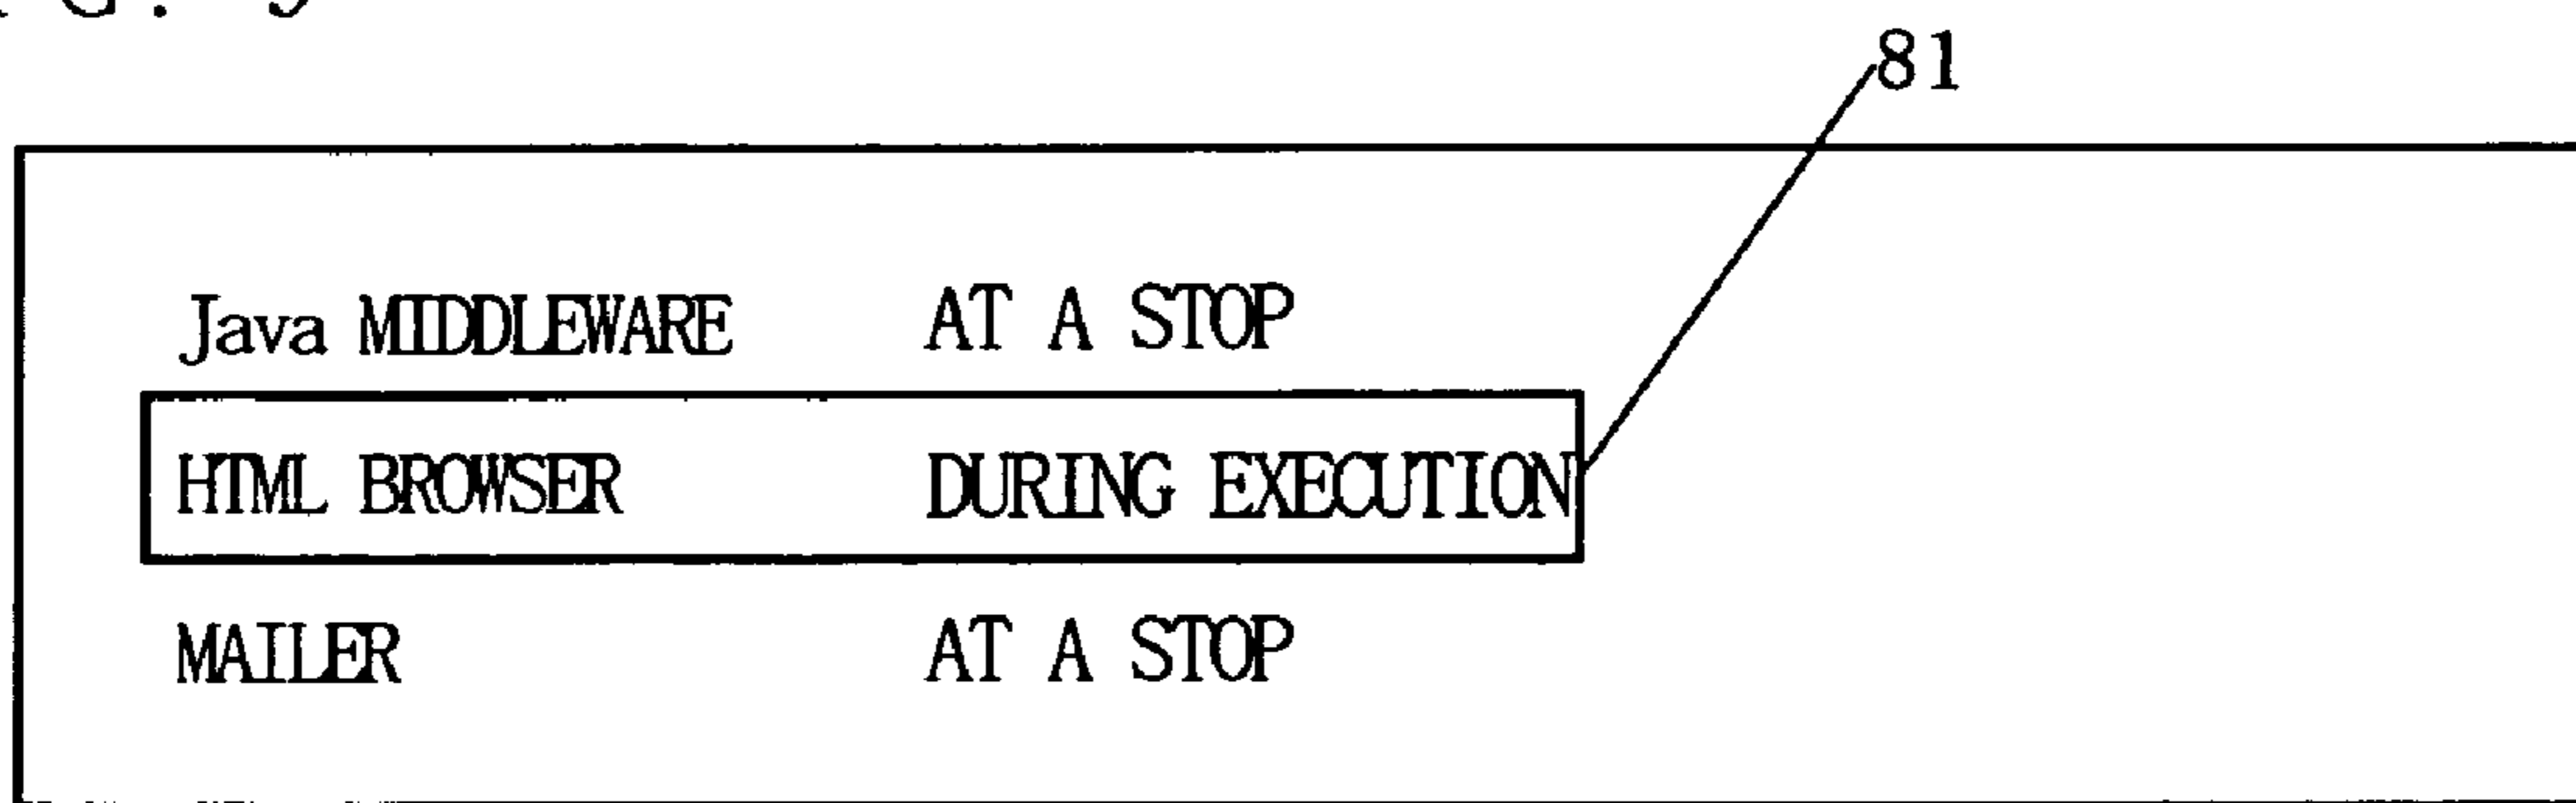 81
Java MIDDLEWARE AT A STOP
HTML BROWSER DURING EXECUTION
MAILER AT A STOP